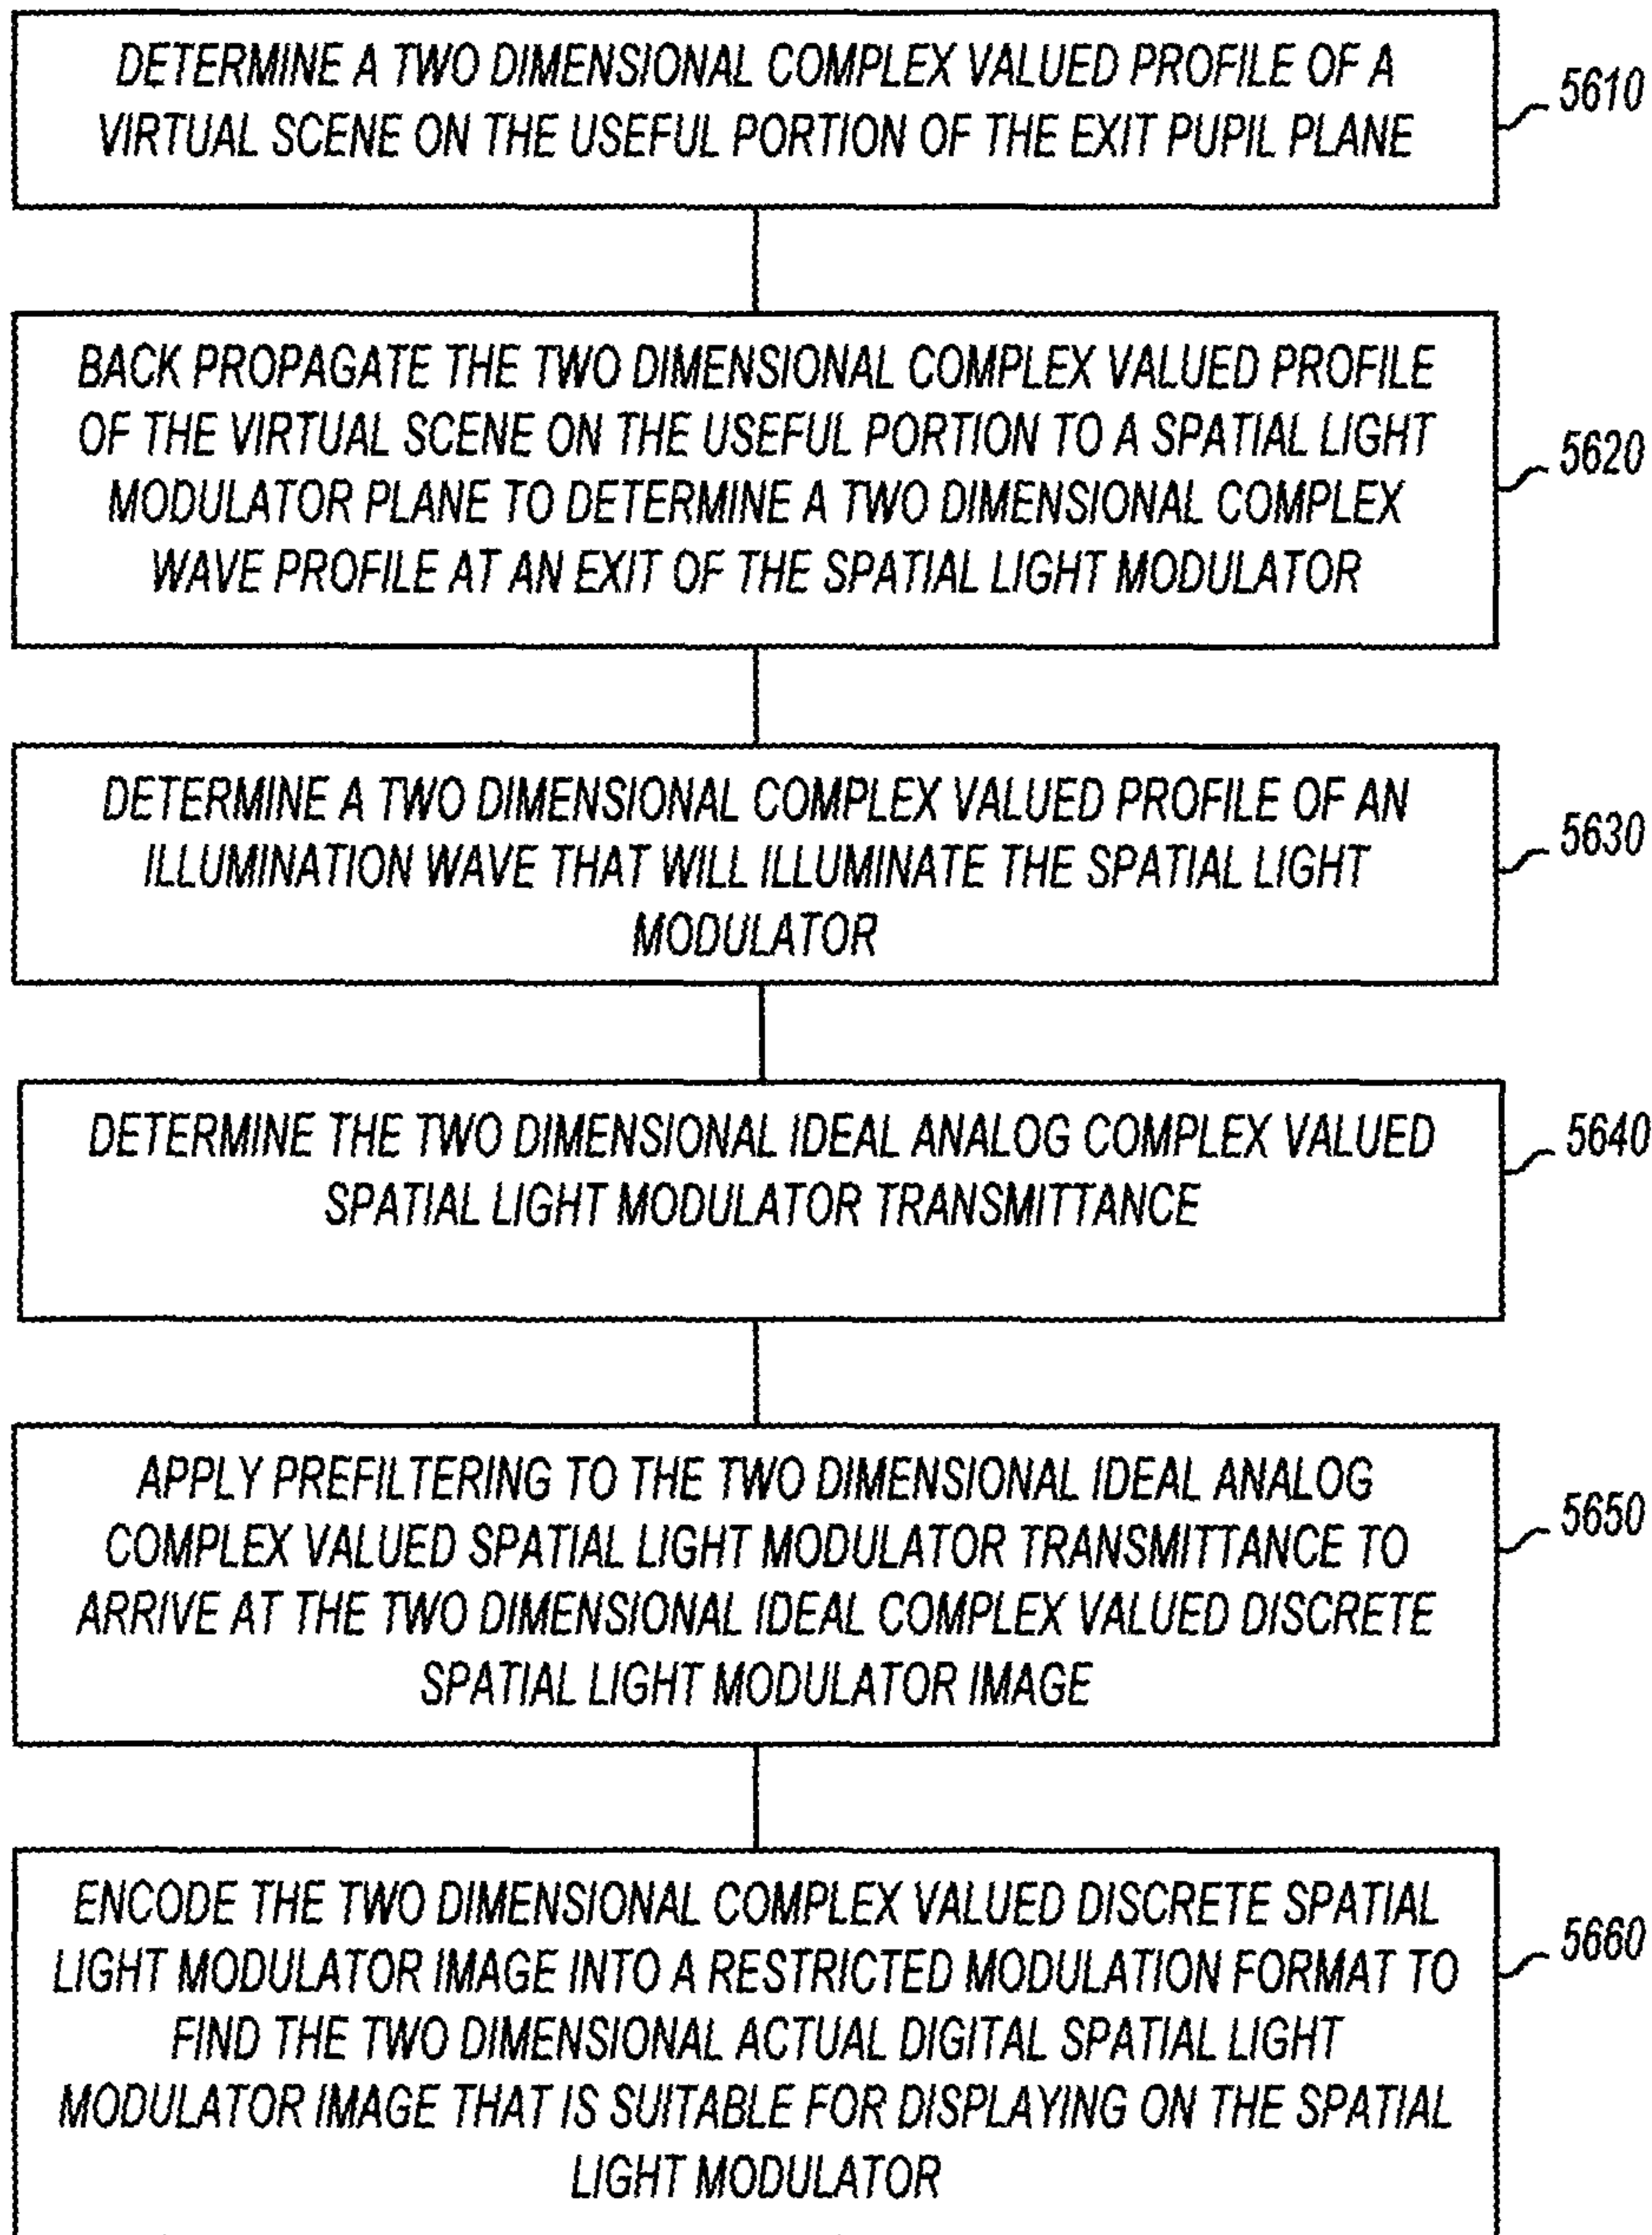 DETERMINE A TWO DIMENSIONAL COMPLEX VALUED PROFILE OF A
VIRTUAL SCENE ON THE USEFUL PORTION OF THE EXIT PUPIL PLANE
5610
BACK PROPAGATE THE TWO DIMENSIONAL COMPLEX VALUED PROFILE
OF THE VIRTUAL SCENE ON THE USEFUL PORTION TO A SPATIAL LIGHT
MODULATOR PLANE TO DETERMINE A TWO DIMENSIONAL COMPLEX
WAVE PROFILE AT AN EXIT OF THE SPATIAL LIGHT MODULATOR
5620
DETERMINE A TWO DIMENSIONAL COMPLEX VALUED PROFILE OF AN
ILLUMINATION WAVE THAT WILL ILLUMINATE THE SPATIAL LIGHT
MODULATOR
5630
DETERMINE THE TWO DIMENSIONAL IDEAL ANALOG COMPLEX VALUED
SPATIAL LIGHT MODULATOR TRANSMITTANCE
5640
APPLY PREFILTERING TO THE TWO DIMENSIONAL IDEAL ANALOG
COMPLEX VALUED SPATIAL LIGHT MODULATOR TRANSMITTANCE TO
ARRIVE AT THE TWO DIMENSIONAL IDEAL COMPLEX VALUED DISCRETE
SPATIAL LIGHT MODULATOR IMAGE
5650
ENCODE THE TWO DIMENSIONAL COMPLEX VALUED DISCRETE SPATIAL
LIGHT MODULATOR IMAGE INTO A RESTRICTED MODULATION FORMAT TO
FIND THE TWO DIMENSIONAL ACTUAL DIGITAL SPATIAL LIGHT
MODULATOR IMAGE THAT IS SUITABLE FOR DISPLAYING ON THE SPATIAL
LIGHT MODULATOR
5660